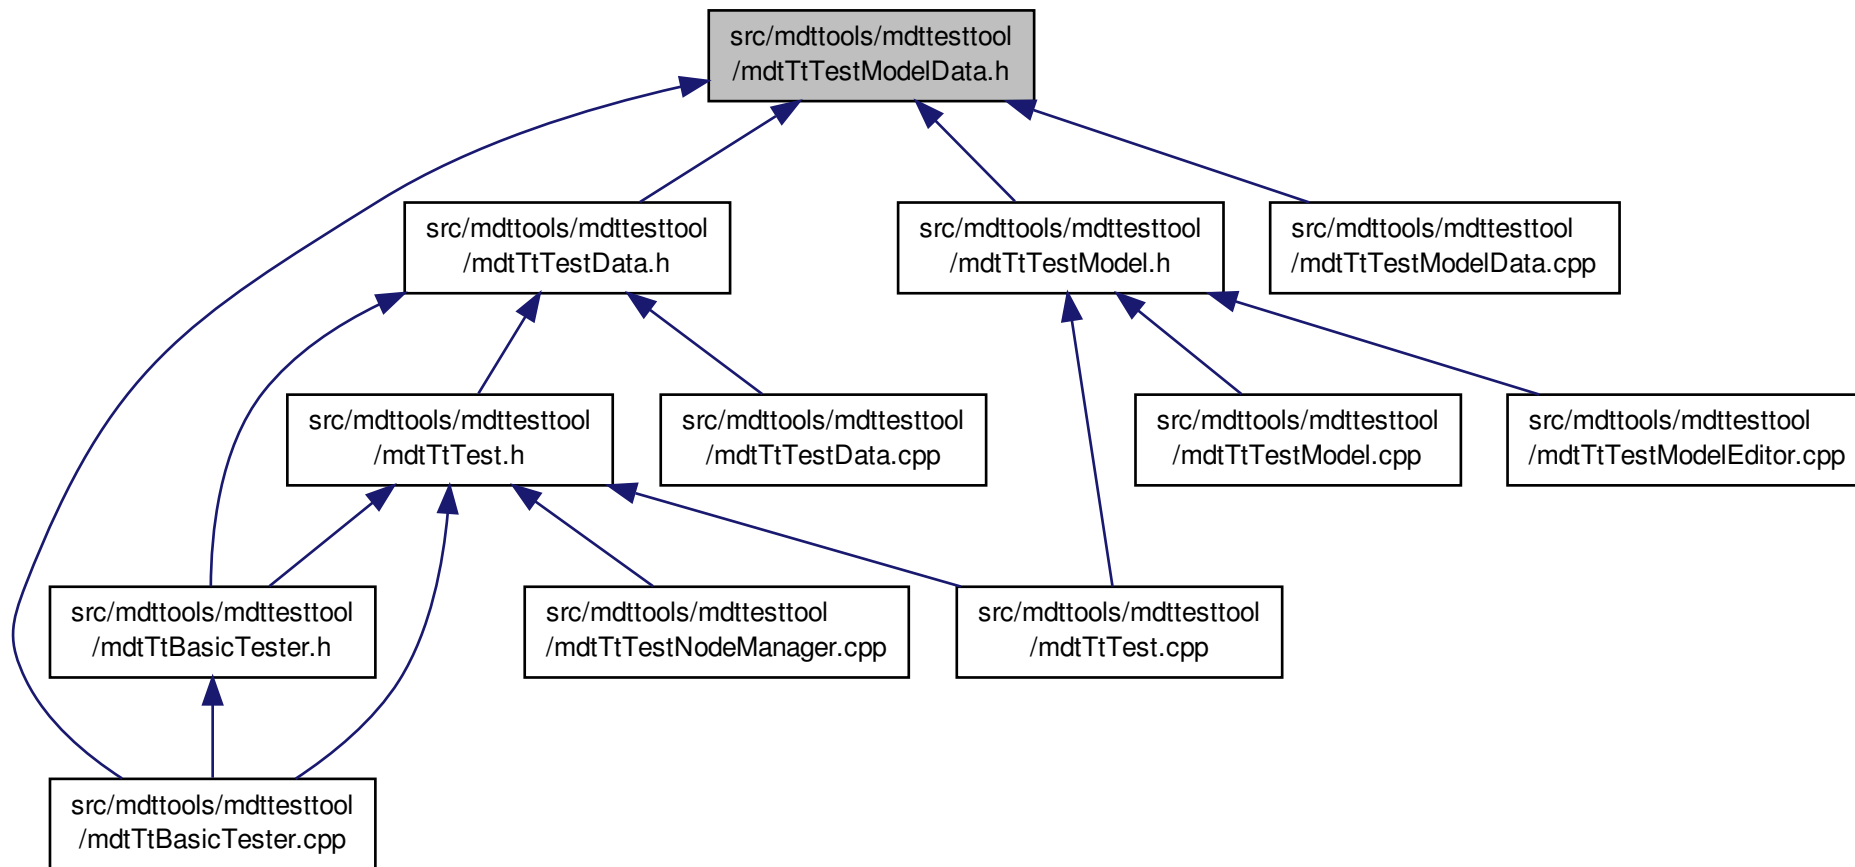 src/mdttools/mdttesttool
/mdtTtTestModelData.h
src/mdttools/mdttesttool
/mdtTtTestData.h
src/mdttools/mdttesttool
/mdtTtTestModel.h
src/mdttools/mdttesttool
/mdtTtTestModelData.cpp
src/mdttools/mdttesttool
/mdtTtTest.h
src/mdttools/mdttesttool
/mdtTtTestData.cpp
src/mdttools/mdttesttool
/mdtTtTestModel.cpp
src/mdttools/mdttesttool
/mdtTtTestModelEditor.cpp
src/mdttools/mdttesttool
/mdtTtBasicTester.h
src/mdttools/mdttesttool
/mdtTtTestNodeManager.cpp
src/mdttools/mdttesttool
/mdtTtTest.cpp
src/mdttools/mdttesttool
/mdtTtBasicTester.cpp